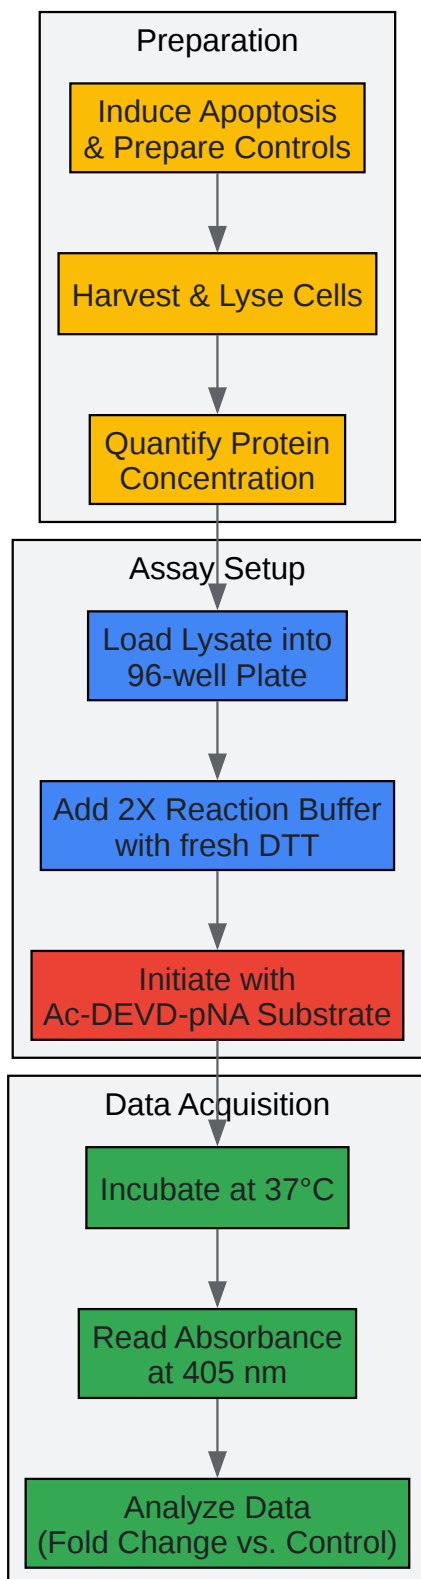 Preparation
Induce Apoptosis
& Prepare Controls
Harvest & Lyse Cells
Quantify Protein
Concentration
Assay Setup
Load Lysate into
96-well Plate
Add 2X Reaction Buffer
with fresh DTT
Initiate with
Ac-DEVD-pNA Substrate
Data Acquisition
Incubate at 37°C
Read Absorbance
at 405 nm
Analyze Data
(Fold Change vs. Control)